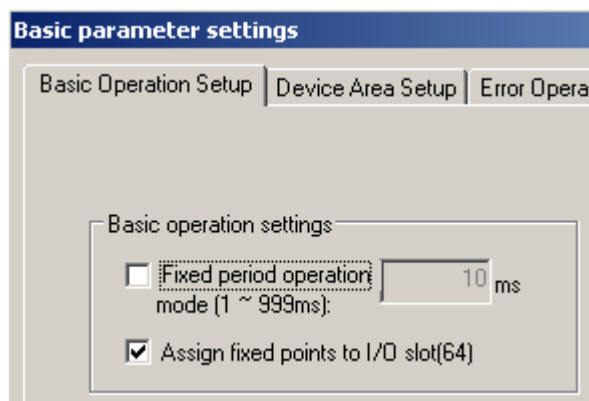 Basic parameter settings
Basic Operation Setup Device Area Setup Error Opera
Basic operation settings
Fixed period operation 10 ms
mode (1 ~ 999ms):
Assign fixed points to I/O slot(64)